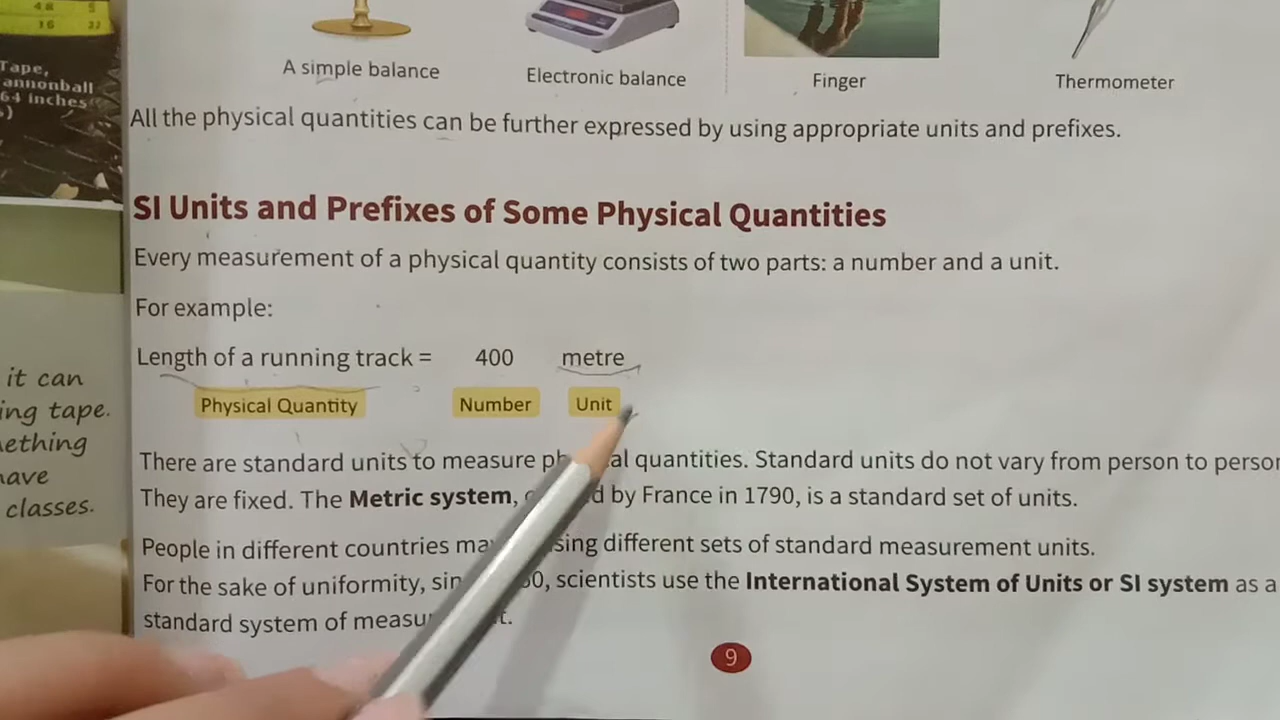 48 5
16 32
Tape,
annonball
64 inches
A simple balance
Electronic balance
Finger
Thermometer
All the physical quantities can be further expressed by using appropriate units and prefixes.
SI Units and Prefixes of Some Physical Quantities
Every measurement of a physical quantity consists of two parts: a number and a unit.
For example:
Length of a running track = 400 metre
Physical Quantity Number Unit
it can
ing tape.
ething
have
classes.
There are standard units to measure ph al quantities. Standard units do not vary from person to person
They are fixed. The Metric system, d by France in 1790, is a standard set of units.
People in different countries ma sing different sets of standard measurement units.
For the sake of uniformity, sin 0, scientists use the International System of Units or SI system as a
standard system of measu t.
9